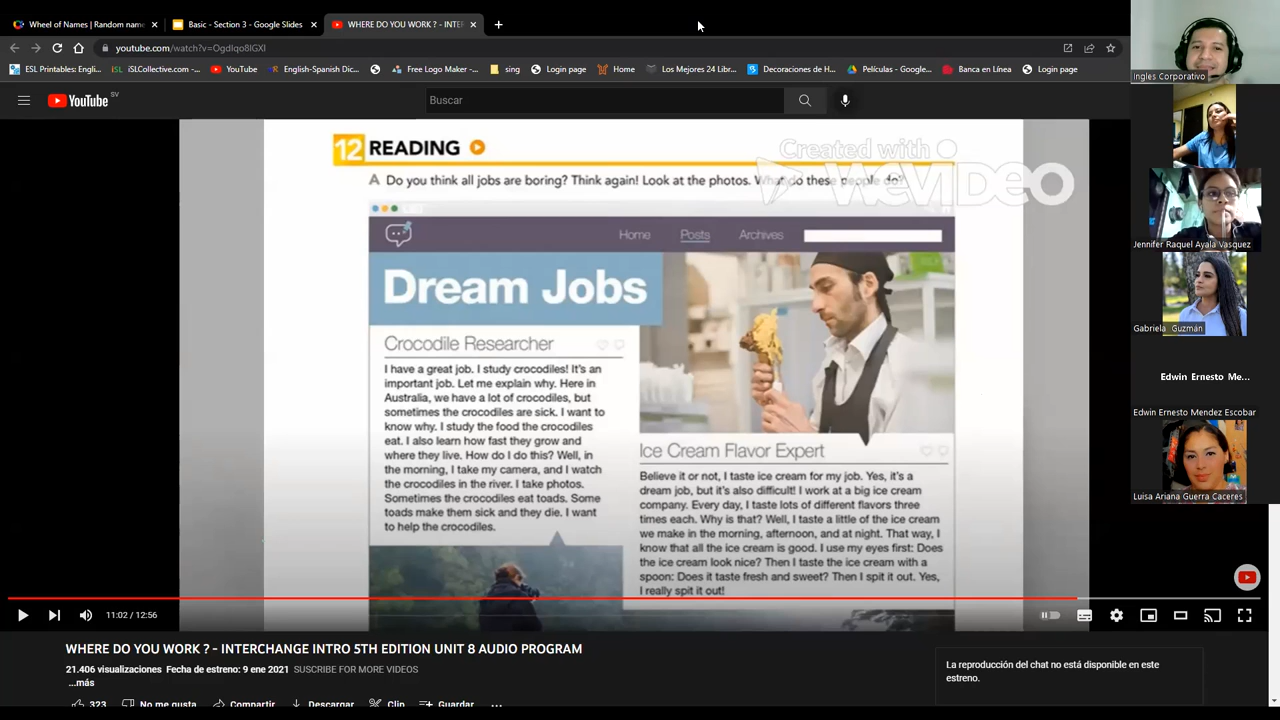 Wheel of Names | Random name
Basic - Section 3 - Google Slides
WHERE DO YOU WORK ? - INTER
youtube.com/watch?v=OgdIqo8lGXI
ESL Printables: Engli...
iSLCollective.com -...
YouTube
English-Spanish Dic...
Free Logo Maker -...
sing
Login page
Home
Los Mejores 24 Libr...
Decoraciones de H...
Películas - Google...
Banca en Línea
Login page
YouTube SV
Buscar
12 READING
Created with
WeVideo
A Do you think all jobs are boring? Think again! Look at the photos. What do these people do?
Home Posts Archives
Dream Jobs
Crocodile Researcher
I have a great job. I study crocodiles! It's an
important job. Let me explain why. Here in
Australia, we have a lot of crocodiles, but
sometimes the crocodiles are sick. I want to
know why. I study the food the crocodiles
eat. I also learn how fast they grow and
where they live. How do I do this? Well, in
the morning, I take my camera, and I watch
the crocodiles in the river. I take photos.
Sometimes the crocodiles eat toads. Some
toads make them sick and they die. I want
to help the crocodiles.
Ice Cream Flavor Expert
Believe it or not, I taste ice cream for my job. Yes, it's a
dream job, but it's also difficult! I work at a big ice cream
company. Every day, I taste lots of different flavors three
times each. Why is that? Well, I taste a little of the ice cream
we make in the morning, afternoon, and at night. That way, I
know that all the ice cream is good. I use my eyes first: Does
the ice cream look nice? Then I taste the ice cream with a
spoon: Does it taste fresh and sweet? Then I spit it out. Yes,
I really spit it out!
11:02 / 12:56
WHERE DO YOU WORK ? - INTERCHANGE INTRO 5TH EDITION UNIT 8 AUDIO PROGRAM
21.406 visualizaciones Fecha de estreno: 9 ene 2021 SUSCRIBE FOR MORE VIDEOS
...más
323
No me gusta
Compartir
Descargar
Clip
Guardar
La reproducción del chat no está disponible en este
estreno.
Ingles Corporativo
Jennifer Raquel Ayala Vasquez
Gabriela Guzmán
Edwin Ernesto Me...
Edwin Ernesto Mendez Escobar
Luisa Ariana Guerra Caceres